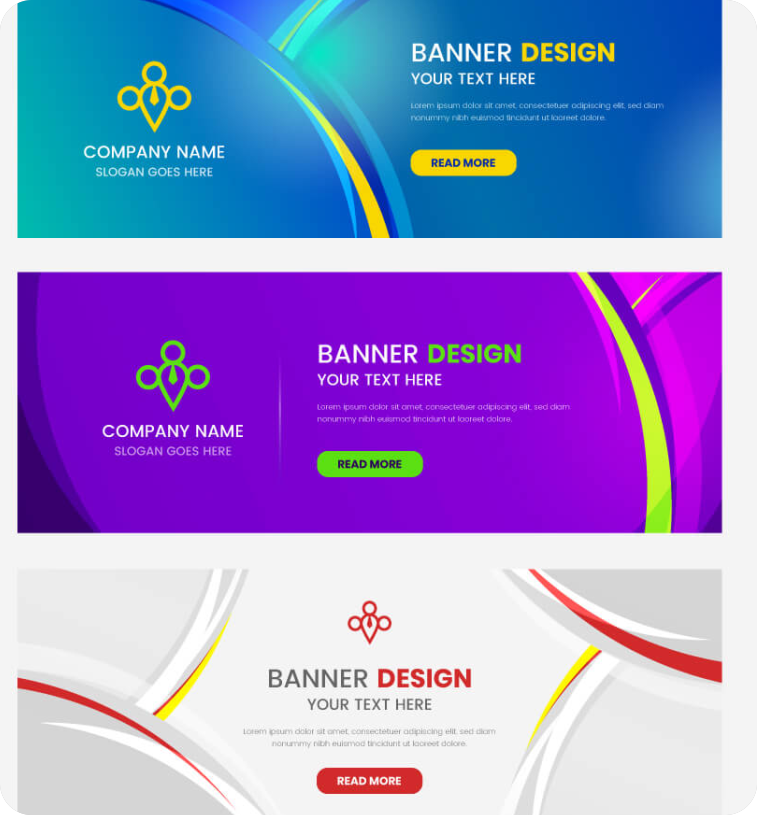 COMPANY NAME
SLOGAN GOES HERE
BANNER DESIGN
YOUR TEXT HERE
Lorem ipsum dolor sit amet, consectetuer adipiscing elit, sed diam
nonummy nibh euismod tincidunt ut laoreet dolore.
READ MORE
COMPANY NAME
SLOGAN GOES HERE
BANNER DESIGN
YOUR TEXT HERE
Lorem ipsum dolor sit amet, consectetuer adipiscing elit, sed diam
nonummy nibh euismod tincidunt ut laoreet dolore.
READ MORE
BANNER DESIGN
YOUR TEXT HERE
Lorem ipsum dolor sit amet, consectetuer adipiscing elit, sed diam
nonummy nibh euismod tincidunt ut laoreet dolore.
READ MORE